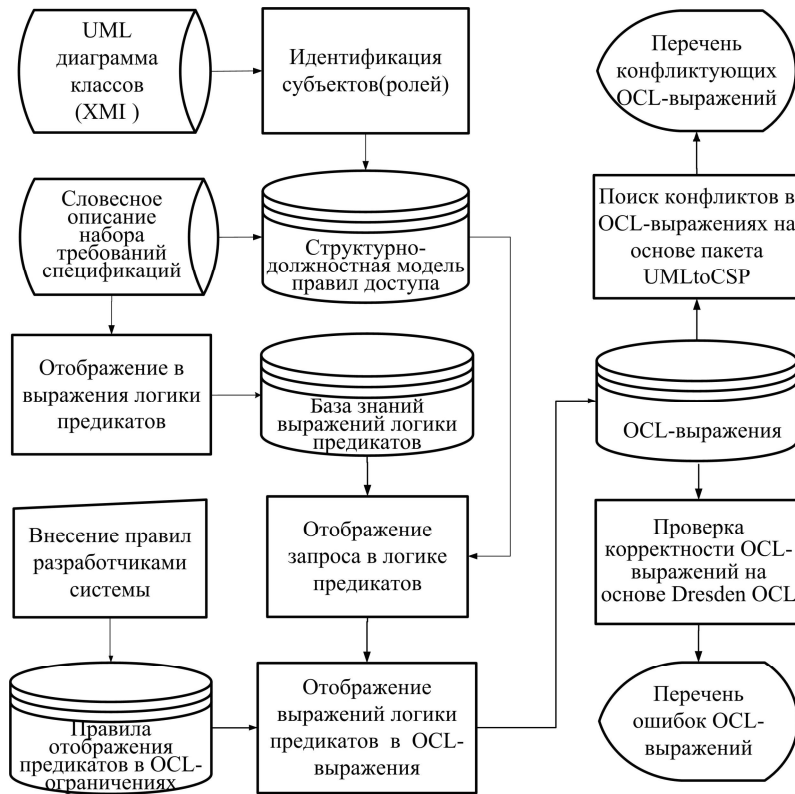 UML
диаграмма
классов
(XMI )
Идентификация
субъектов(ролей)
Словесное
описание
набора
требований
спецификаций
Структурно-
должностная модель
правил доступа
Отображение в
выражения логики
предикатов
База знаний
выражений логики
предикатов
Внесение правил
разработчиками
системы
Отображение
запроса в логике
предикатов
Правила
отображения
предикатов в OCL-
ограничениях
Отображение
выражений логики
предикатов в OCL-
выражения
Перечень
конфликтующих
OCL-выражений
Поиск конфликтов в
OCL-выражениях на
основе пакета
UMLtoCSP
OCL-выражения
Проверка
корректности OCL-
выражений на
основе Dresden OCL
Перечень
ошибок OCL-
выражений